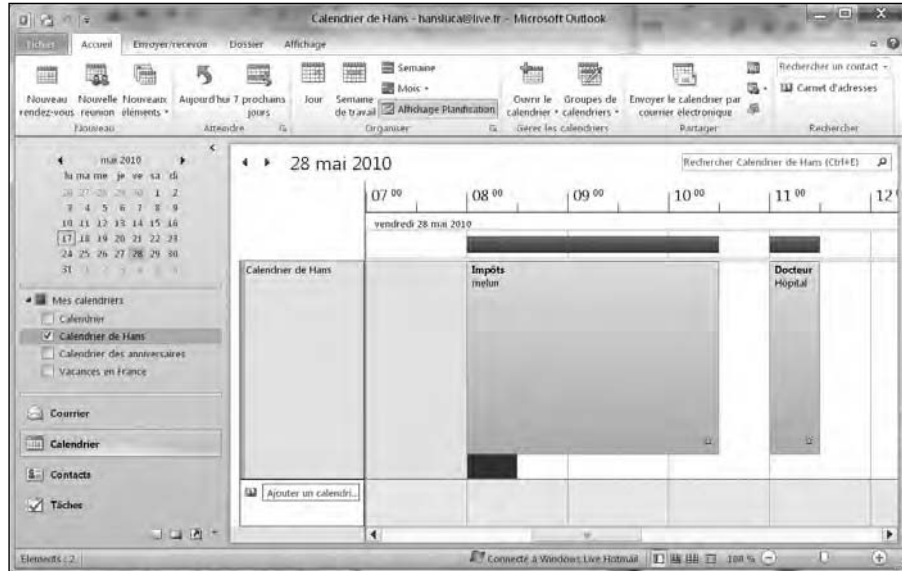 Calendrier de Hans - hansluca@live.fr - Microsoft Outlook
Fichier Accueil Envoyer/recevoir Dossier Affichage
Nouveau rendez-vous
Nouvelle réunion
Nouveaux éléments
Nouveau
Aujourd'hui
7 prochains jours
Atteindre
Jour
Semaine de travail
Semaine
Mois
Affichage Planification
Organiser
Ouvrir le calendrier
Groupes de calendriers
Gérer les calendriers
Envoyer le calendrier par courrier électronique
Partager
Rechercher un contact
Carnet d'adresses
Rechercher
mai 2010
lu ma me je ve sa di
26 27 28 29 30 1 2
3 4 5 6 7 8 9
10 11 12 13 14 15 16
17 18 19 20 21 22 23
24 25 26 27 28 29 30
31 1 2 3 4 5 6
Mes calendriers
Calendrier
Calendrier de Hans
Calendrier des anniversaires
Vacances en France
Courrier
Calendrier
Contacts
Tâches
28 mai 2010
Rechercher Calendrier de Hans (Ctrl+E)
07 00 08 00 09 00 10 00 11 00 12
vendredi 28 mai 2010
Calendrier de Hans
Impôts
melun
Docteur
Hôpital
Ajouter un calendri...
Éléments : 2
Connecté à Windows Live Hotmail
100 %